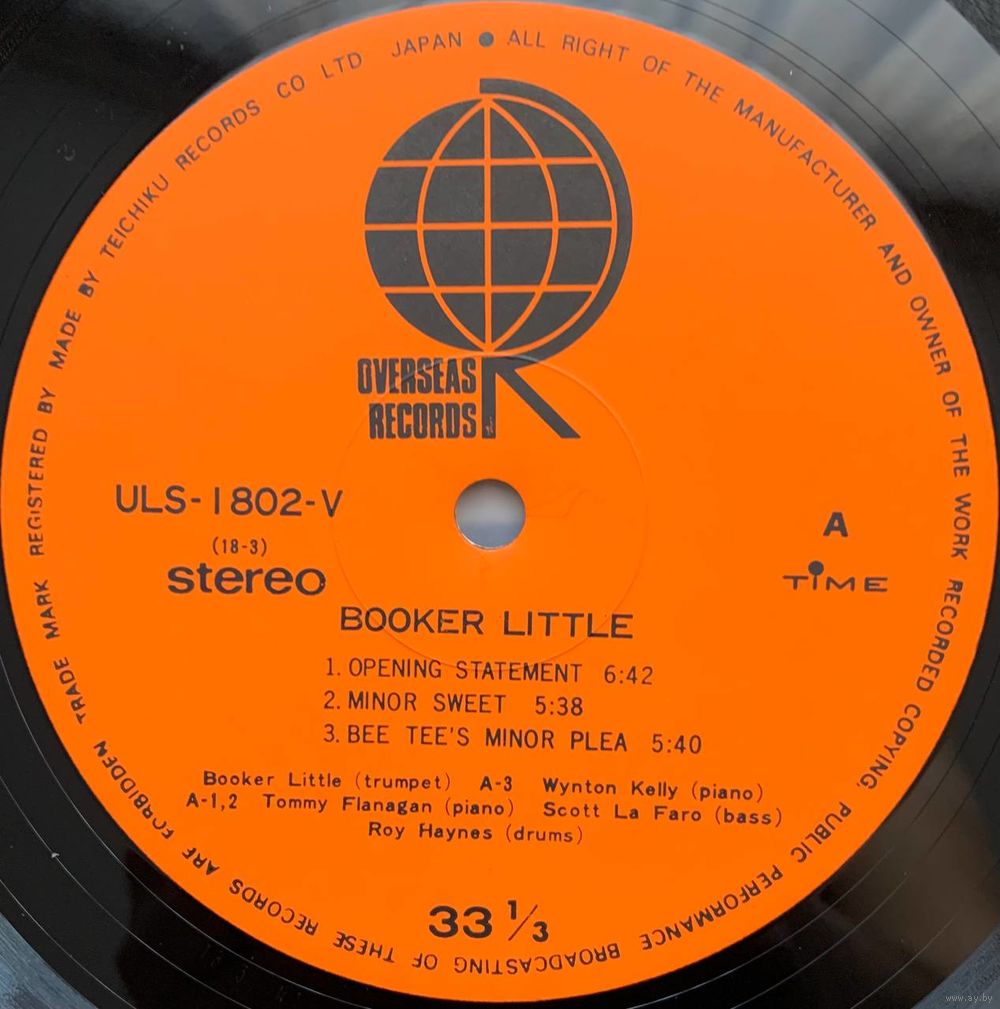 TRADE MARK REGISTERED BY MADE BY TEICHIKU RECORDS CO LTD JAPAN ● ALL RIGHT OF THE MANUFACTURER AND OWNER OF THE WORK RECORDED COPYING, PUBLIC PERFORMANCE BROADCASTING OF THESE RECORDS ARE FORBIDDEN
OVERSEAS
RECORDS
ULS-1802-V
(18-3)
stereo
A
TIME
BOOKER LITTLE
1. OPENING STATEMENT 6:42
2. MINOR SWEET 5:38
3. BEE TEE'S MINOR PLEA 5:40
Booker Little (trumpet) A-3 Wynton Kelly (piano)
A-1,2 Tommy Flanagan (piano) Scott La Faro (bass)
Roy Haynes (drums)
33 1/3
www.ay.by